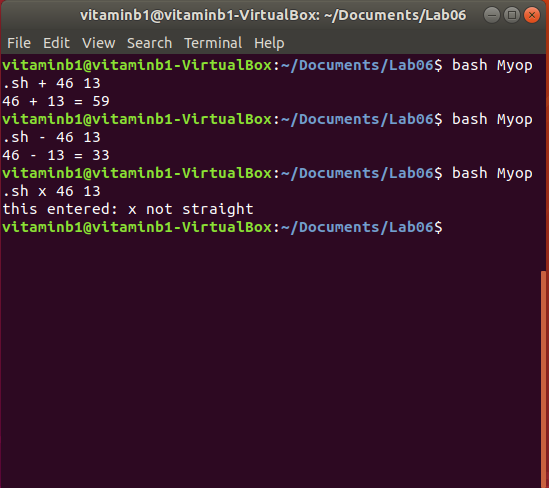 vitaminb1@vitaminb1-VirtualBox: ~/Documents/Lab06
File Edit View Search Terminal Help
vitaminb1@vitaminb1-VirtualBox:~/Documents/Lab06$ bash Myop
.sh + 46 13
46 + 13 = 59
vitaminb1@vitaminb1-VirtualBox:~/Documents/Lab06$ bash Myop
.sh - 46 13
46 - 13 = 33
vitaminb1@vitaminb1-VirtualBox:~/Documents/Lab06$ bash Myop
.sh x 46 13
this entered: x not straight
vitaminb1@vitaminb1-VirtualBox:~/Documents/Lab06$